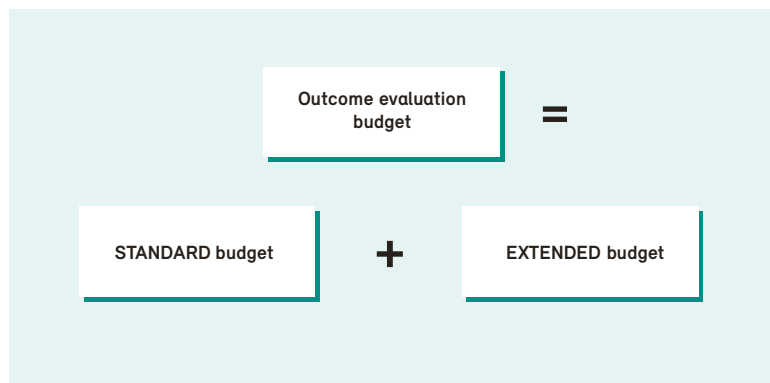 Outcome evaluation
budget
=
STANDARD budget
+
EXTENDED budget